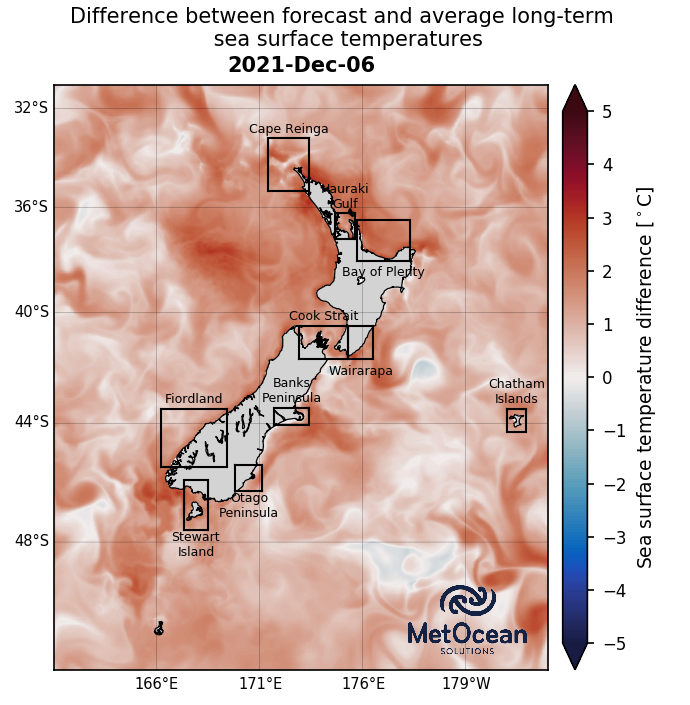 Difference between forecast and average long-term
sea surface temperatures
2021-Dec-06
32°S
36°S
40°S
44°S
48°S
166°E
171°E
176°E
179°W
Cape Reinga
Hauraki
Gulf
Bay of Plenty
Cook Strait
Wairarapa
Banks
Peninsula
Fiordland
Chatham
Islands
Otago
Peninsula
Stewart
Island
MetOcean
SOLUTIONS
5
4
3
2
1
0
−1
−2
−3
−4
−5
Sea surface temperature difference [°C]